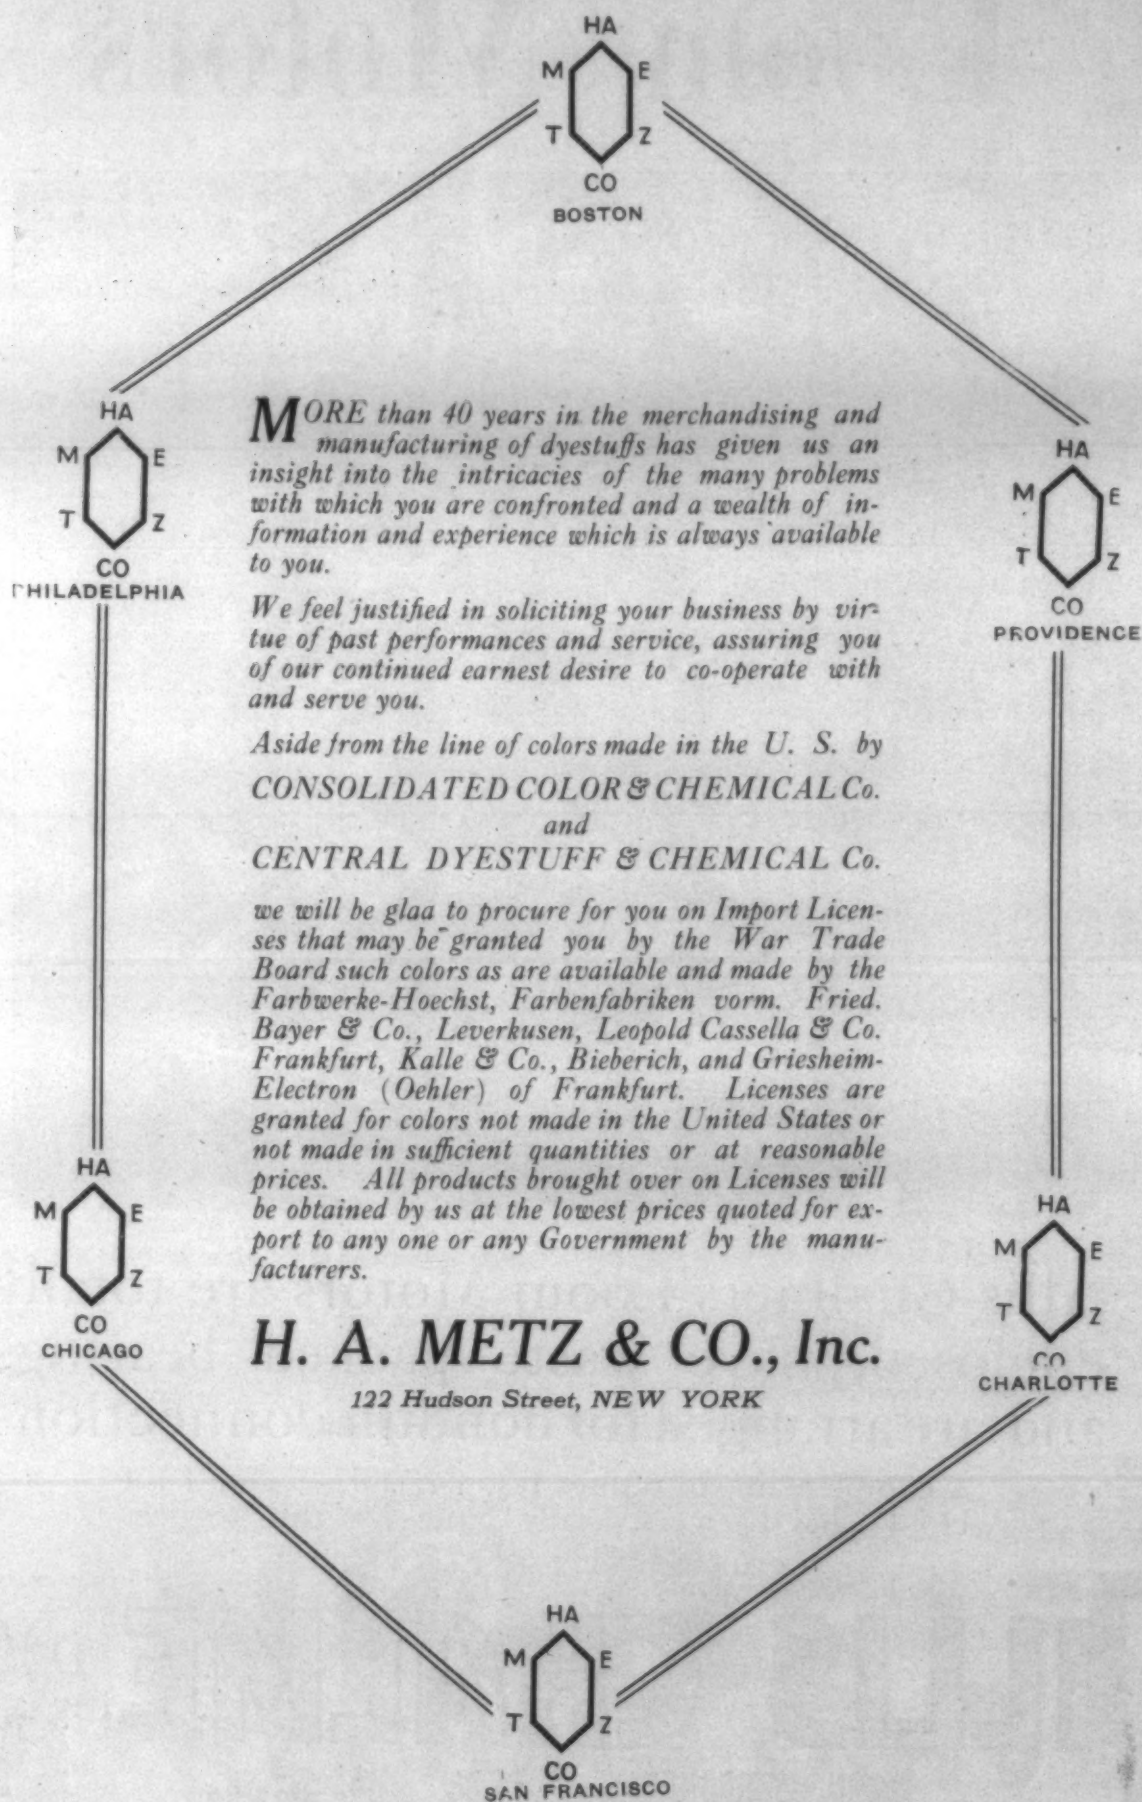 HA
M E
T Z
CO
BOSTON
HA
M E
T Z
CO
PHILADELPHIA
HA
M E
T Z
CO
PROVIDENCE
MORE than 40 years in the merchandising and
manufacturing of dyestuffs has given us an
insight into the intricacies of the many problems
with which you are confronted and a wealth of in-
formation and experience which is always available
to you.
We feel justified in soliciting your business by vir-
tue of past performances and service, assuring you
of our continued earnest desire to co-operate with
and serve you.
Aside from the line of colors made in the U. S. by
CONSOLIDATED COLOR & CHEMICAL Co.
and
CENTRAL DYESTUFF & CHEMICAL Co.
we will be glad to procure for you on Import Licen-
ses that may be granted you by the War Trade
Board such colors as are available and made by the
Farbwerke-Hoechst, Farbenfabriken vorm. Fried.
Bayer & Co., Leverkusen, Leopold Cassella & Co.
Frankfurt, Kalle & Co., Bieberich, and Griesheim-
Electron (Oehler) of Frankfurt. Licenses are
granted for colors not made in the United States or
not made in sufficient quantities or at reasonable
prices. All products brought over on Licenses will
be obtained by us at the lowest prices quoted for ex-
port to any one or any Government by the manu-
facturers.
H. A. METZ & CO., Inc.
122 Hudson Street, NEW YORK
HA
M E
T Z
CO
CHICAGO
HA
M E
T Z
CO
CHARLOTTE
HA
M E
T Z
CO
SAN FRANCISCO